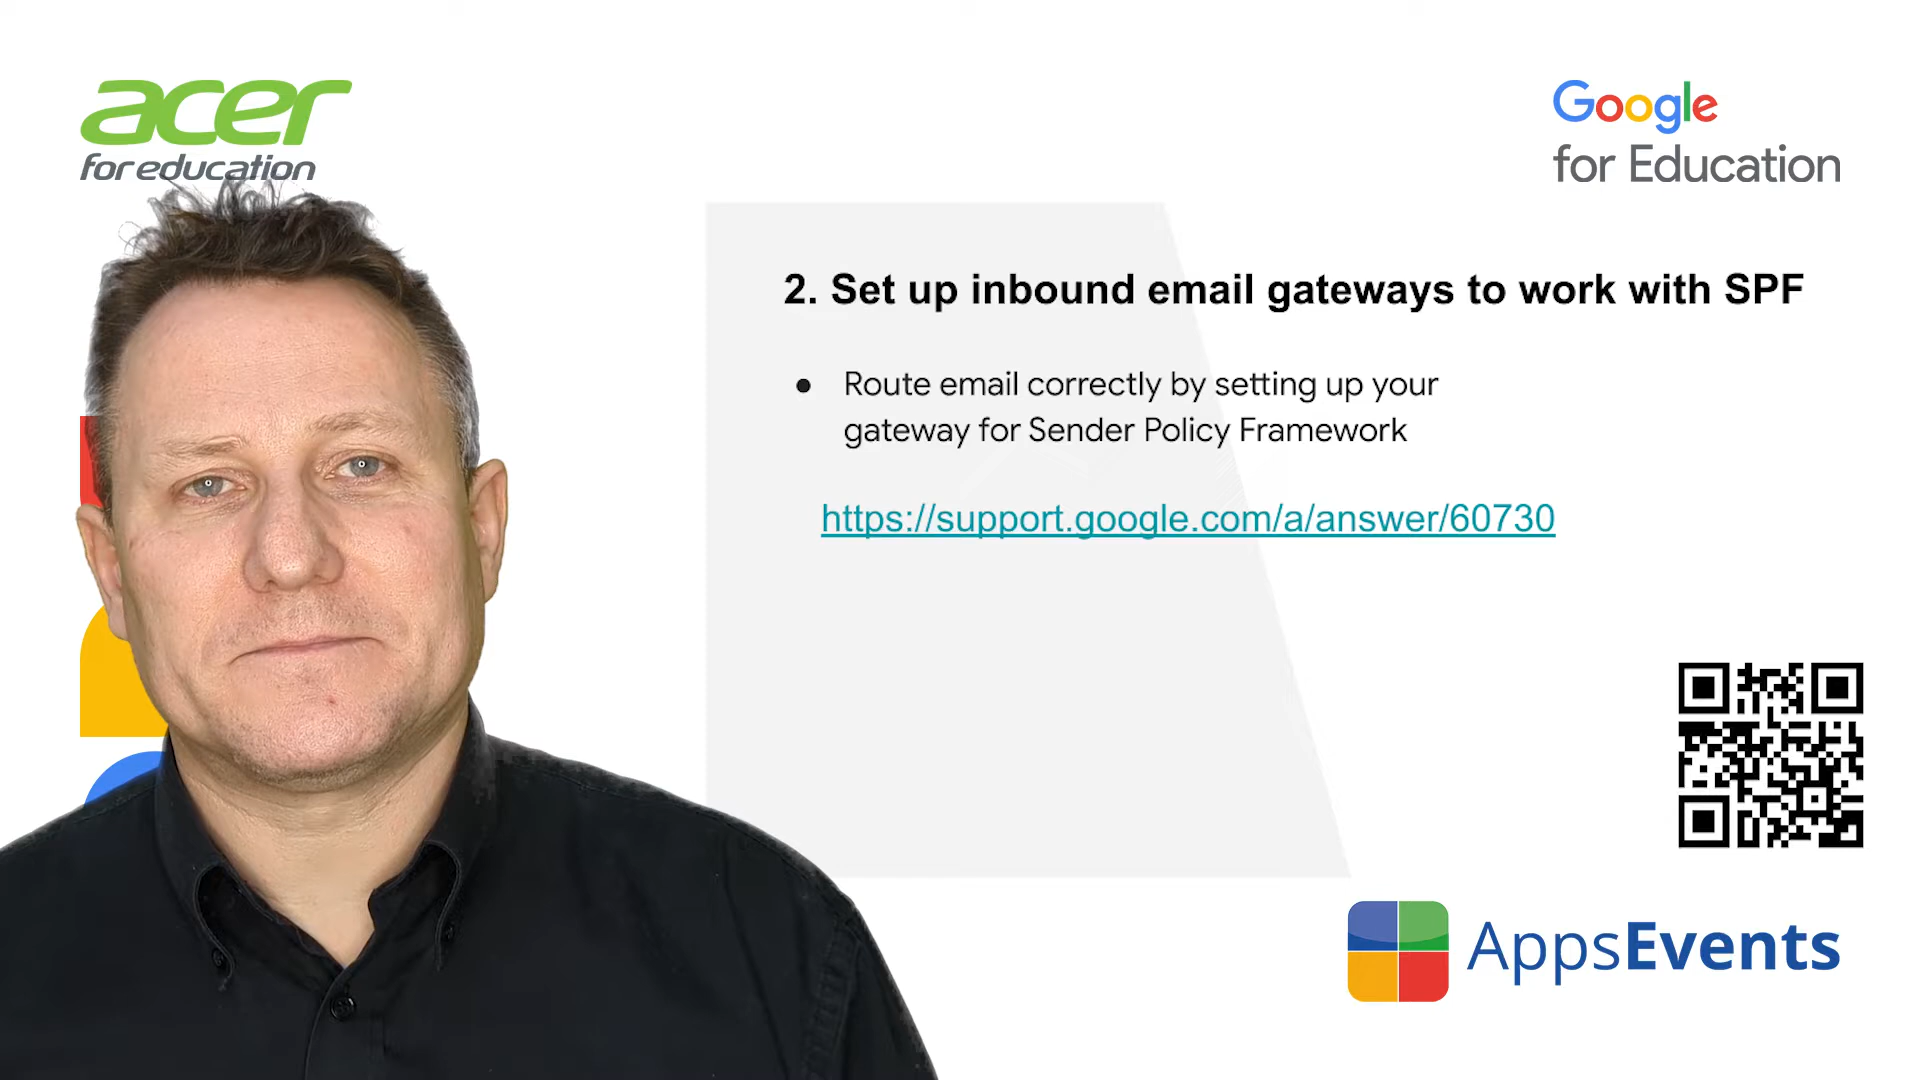 acer
for education
Google
for Education
2. Set up inbound email gateways to work with SPF
● Route email correctly by setting up your
gateway for Sender Policy Framework
https://support.google.com/a/answer/60730
AppsEvents